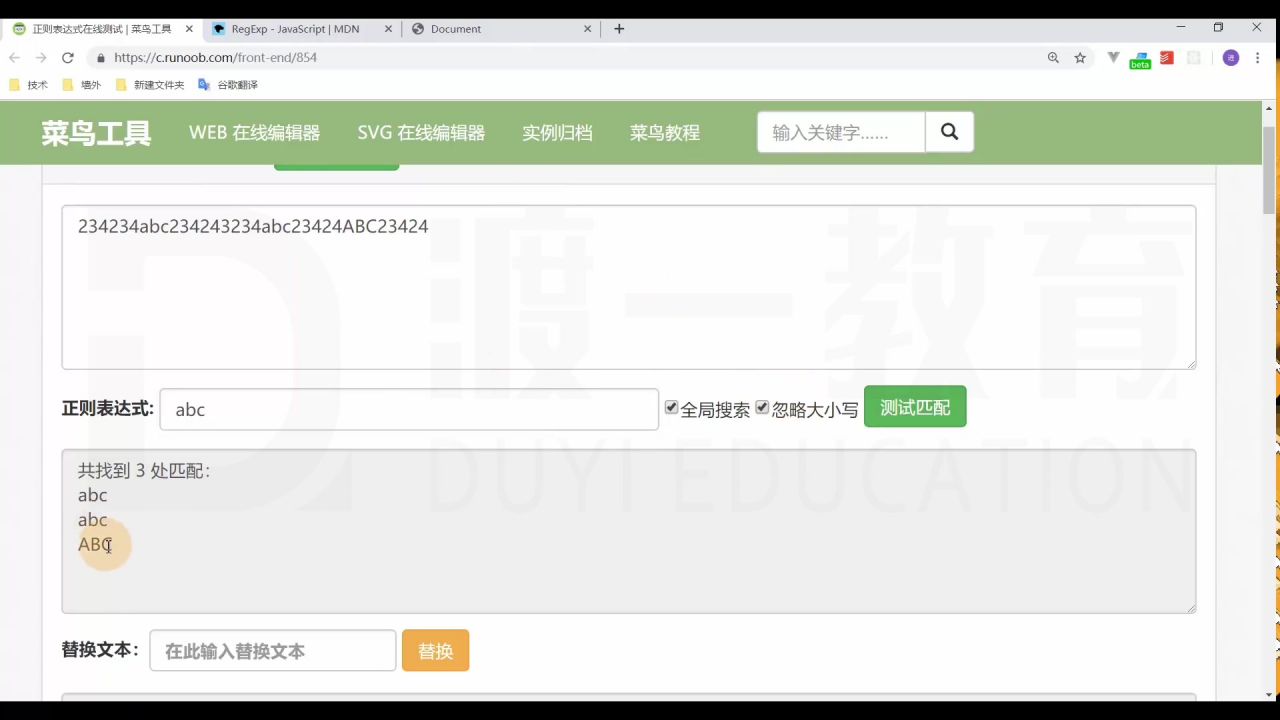 正则表达式在线测试 | 菜鸟工具
RegExp - JavaScript | MDN
Document
https://c.runoob.com/front-end/854
beta
进
技术
墙外
新建文件夹
谷歌翻译
菜鸟工具
WEB 在线编辑器
SVG 在线编辑器
实例归档
菜鸟教程
输入关键字......
234234abc234243234abc23424ABC23424
渡一教育
DUYI EDUCATION
正则表达式:
abc
全局搜索
忽略大小写
测试匹配
共找到 3 处匹配：
abc
abc
ABC
替换文本：
在此输入替换文本
替换